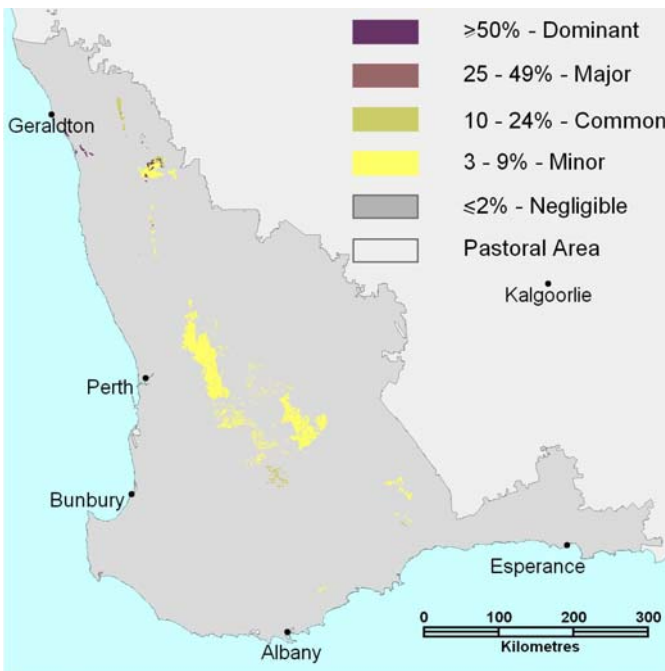 ≥50% - Dominant
25 - 49% - Major
10 - 24% - Common
3 - 9% - Minor
≤2% - Negligible
Pastoral Area
Geraldton
Kalgoorlie
Perth
Bunbury
Esperance
Albany
0 100 200 300
Kilometres